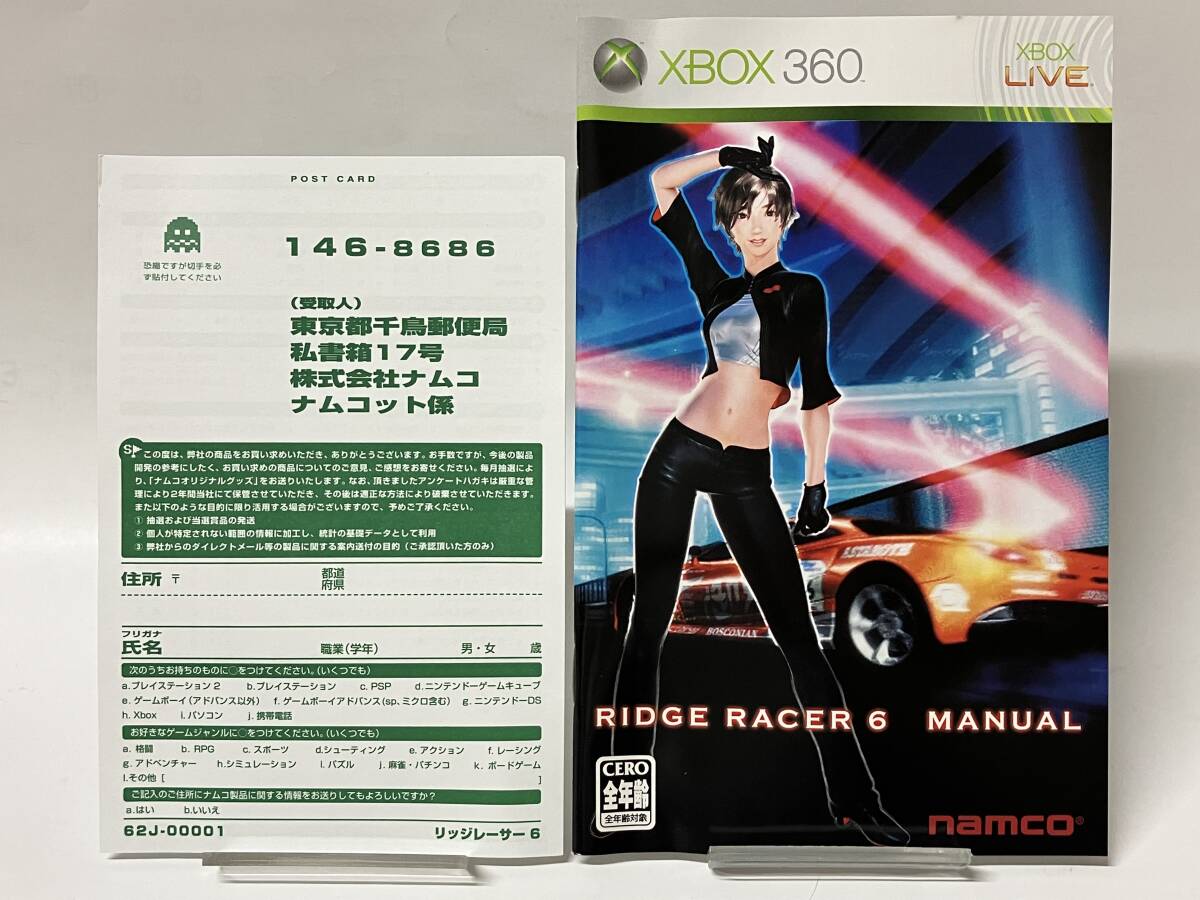 POST CARD
恐縮ですが切手を必
ず貼付してください
146-8686
(受取人)
東京都千鳥郵便局
私書箱17号
株式会社ナムコ
ナムコット係
この度は、弊社の商品をお買い求めいただき、ありがとうございます。お手数ですが、今後の製品
開発の参考にしたく、お買い求めの商品についてのご意見、ご感想をお寄せください。毎月抽選によ
り、「ナムコオリジナルグッズ」をお送りいたします。なお、頂きましたアンケートハガキは厳重な管
理により2年間当社にて保管させていただき、その後は適正な方法により破棄させていただきます。
また以下のような目的に限り活用する場合がございますので、予めご了承ください。
① 抽選および当選賞品の発送
② 個人が特定されない範囲の情報に加工し、統計の基礎データとして利用
③ 弊社からのダイレクトメール等の製品に関する案内送付の目的(ご承諾頂いた方のみ)
住所 〒 都道
府県
フリガナ
氏名 職業(学年) 男・女 歳
次のうちお持ちのものに○をつけてください。(いくつでも)
a.プレイステーション2 b.プレイステーション c. PSP d.ニンテンドーゲームキューブ
e. ゲームボーイ(アドバンス以外) f. ゲームボーイアドバンス(sp、ミクロ含む) g. ニンテンドーDS
h. Xbox i. パソコン j. 携帯電話
お好きなゲームジャンルに○をつけてください。(いくつでも)
a. 格闘 b. RPG c. スポーツ d.シューティング e. アクション f. レーシング
g. アドベンチャー h.シミュレーション i. パズル j. 麻雀・パチンコ k. ボードゲーム
l.その他 [ ]
ご記入のご住所にナムコ製品に関する情報をお送りしてもよろしいですか?
a.はい b.いいえ
62J-00001 リッジレーサー6
XBOX 360
XBOX
LIVE
BOSCONIAN
RIDGE RACER 6 MANUAL
CERO
全年齢
全年齢対象
namco